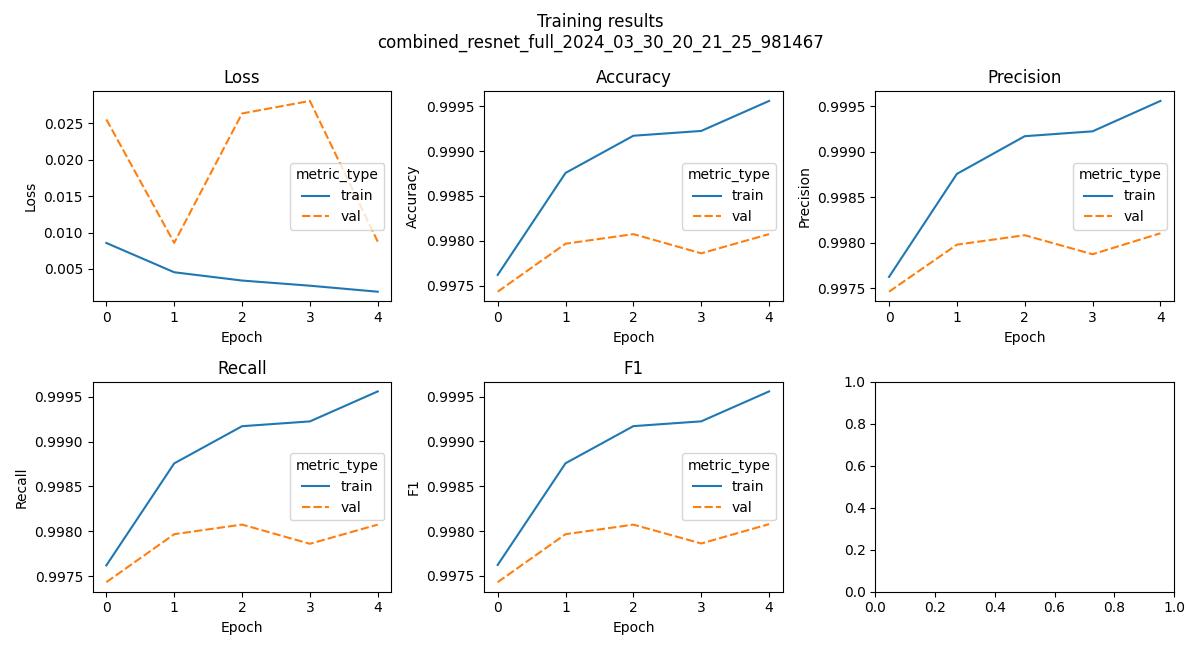 Training results
combined_resnet_full_2024_03_30_20_21_25_981467
Loss
Loss
0.025
0.020
0.015
0.010
0.005
metric_type
train
val
0 1 2 3 4
Epoch
Accuracy
Accuracy
0.9995
0.9990
0.9985
0.9980
0.9975
metric_type
train
val
0 1 2 3 4
Epoch
Precision
Precision
0.9995
0.9990
0.9985
0.9980
0.9975
metric_type
train
val
0 1 2 3 4
Epoch
Recall
Recall
0.9995
0.9990
0.9985
0.9980
0.9975
metric_type
train
val
0 1 2 3 4
Epoch
F1
F1
0.9995
0.9990
0.9985
0.9980
0.9975
metric_type
train
val
0 1 2 3 4
Epoch
1.0
0.8
0.6
0.4
0.2
0.0
0.0 0.2 0.4 0.6 0.8 1.0